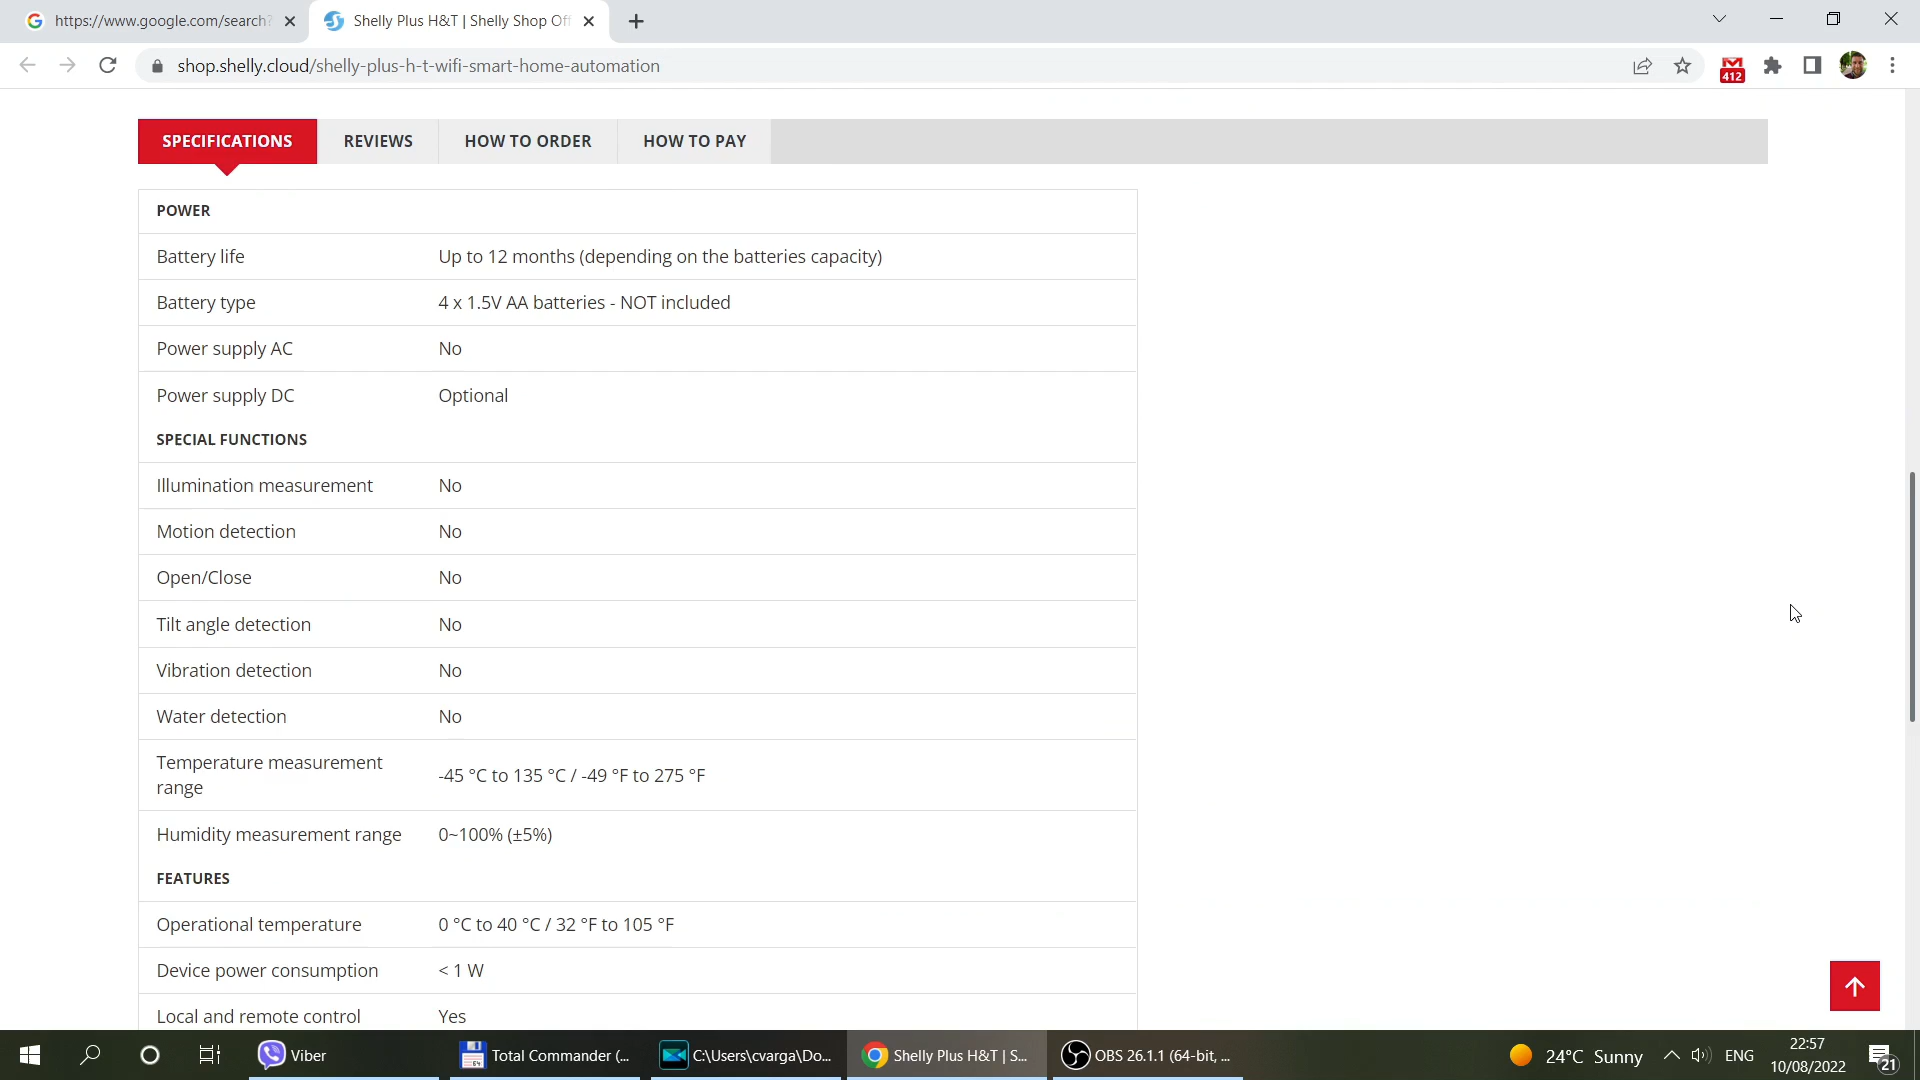 https://www.google.com/search?
Shelly Plus H&T | Shelly Shop Off
shop.shelly.cloud/shelly-plus-h-t-wifi-smart-home-automation
412
SPECIFICATIONS
REVIEWS
HOW TO ORDER
HOW TO PAY
POWER
Battery life Up to 12 months (depending on the batteries capacity)
Battery type 4 x 1.5V AA batteries - NOT included
Power supply AC No
Power supply DC Optional
SPECIAL FUNCTIONS
Illumination measurement No
Motion detection No
Open/Close No
Tilt angle detection No
Vibration detection No
Water detection No
Temperature measurement
range
-45 °C to 135 °C / -49 °F to 275 °F
Humidity measurement range 0~100% (±5%)
FEATURES
Operational temperature 0 °C to 40 °C / 32 °F to 105 °F
Device power consumption < 1 W
Local and remote control Yes
Viber
Total Commander (...
C:\Users\cvarga\Do...
Shelly Plus H&T | S...
OBS 26.1.1 (64-bit, ...
24°C Sunny
ENG
22:57
10/08/2022
21